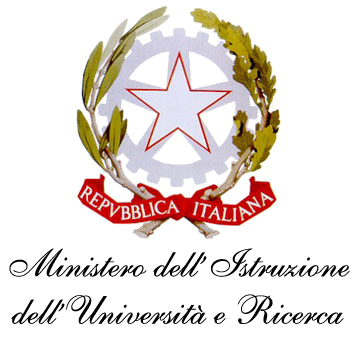 REPVBBLICA ITALIANA
Ministero dell' Istruzione
dell'Università e Ricerca